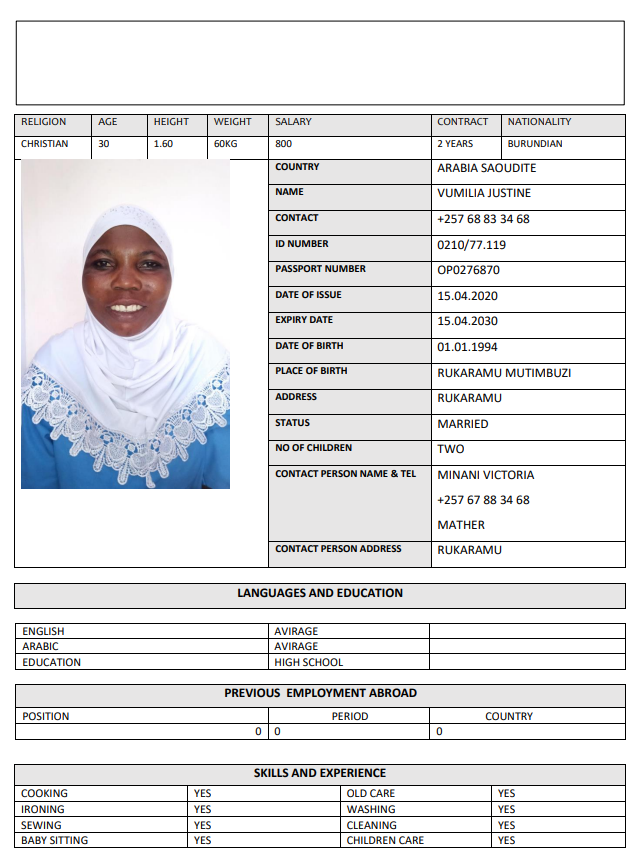 RELIGION AGE HEIGHT WEIGHT SALARY CONTRACT NATIONALITY
CHRISTIAN 30 1.60 60KG 800 2 YEARS BURUNDIAN
COUNTRY ARABIA SAOUDITE
NAME VUMILIA JUSTINE
CONTACT +257 68 83 34 68
ID NUMBER 0210/77.119
PASSPORT NUMBER OP0276870
DATE OF ISSUE 15.04.2020
EXPIRY DATE 15.04.2030
DATE OF BIRTH 01.01.1994
PLACE OF BIRTH RUKARAMU MUTIMBUZI
ADDRESS RUKARAMU
STATUS MARRIED
NO OF CHILDREN TWO
CONTACT PERSON NAME & TEL MINANI VICTORIA
+257 67 88 34 68
MATHER
CONTACT PERSON ADDRESS RUKARAMU
LANGUAGES AND EDUCATION
ENGLISH AVIRAGE
ARABIC AVIRAGE
EDUCATION HIGH SCHOOL
PREVIOUS EMPLOYMENT ABROAD
POSITION PERIOD COUNTRY
0 0 0
SKILLS AND EXPERIENCE
COOKING YES OLD CARE YES
IRONING YES WASHING YES
SEWING YES CLEANING YES
BABY SITTING YES CHILDREN CARE YES